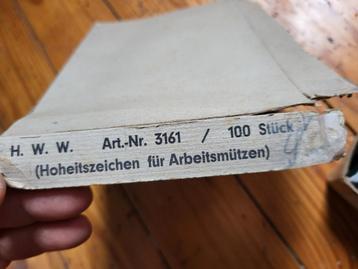 H. W. W. Art.-Nr. 3161 / 100 Stück
(Hoheitszeichen für Arbeitsmützen)